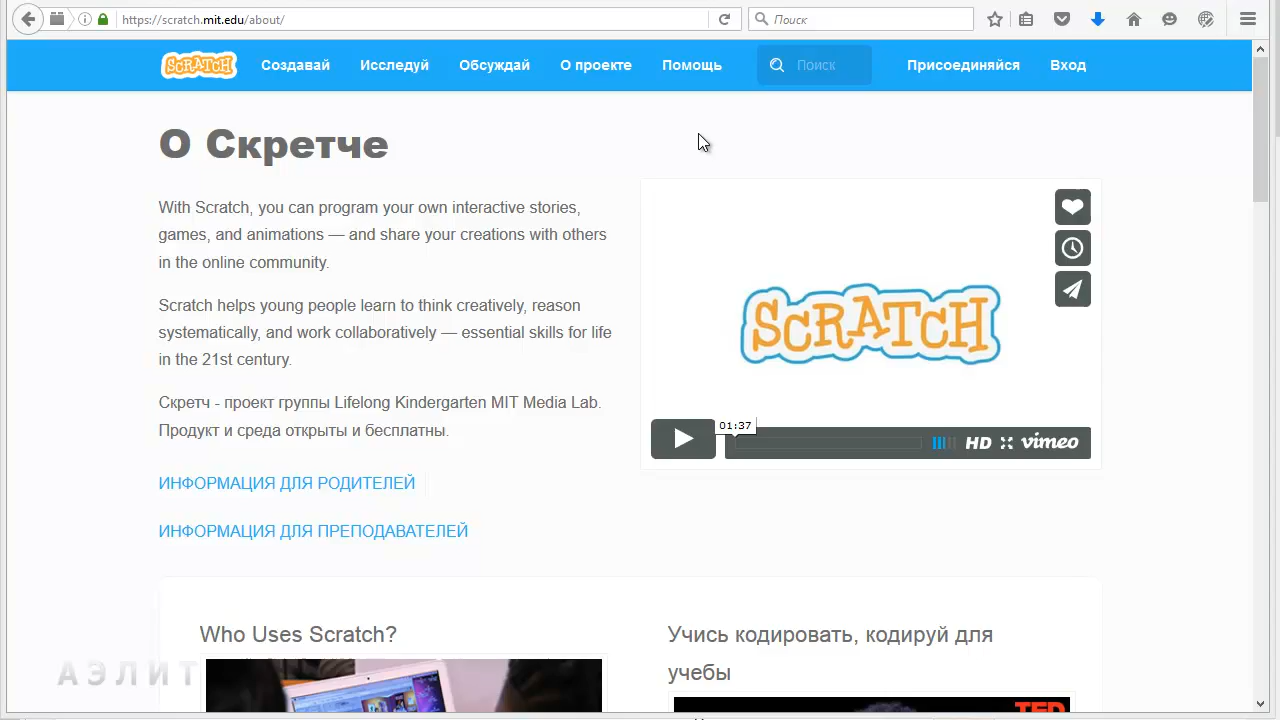 https://scratch.mit.edu/about/
Поиск
SCRATCH
Создавай
Исследуй
Обсуждай
О проекте
Помощь
Поиск
Присоединяйся
Вход
О Скретче
With Scratch, you can program your own interactive stories,
games, and animations — and share your creations with others
in the online community.
Scratch helps young people learn to think creatively, reason
systematically, and work collaboratively — essential skills for life
in the 21st century.
Скретч - проект группы Lifelong Kindergarten MIT Media Lab.
Продукт и среда открыты и бесплатны.
ИНФОРМАЦИЯ ДЛЯ РОДИТЕЛЕЙ
ИНФОРМАЦИЯ ДЛЯ ПРЕПОДАВАТЕЛЕЙ
SCRATCH
01:37
HD
vimeo
Who Uses Scratch?
Учись кодировать, кодируй для
учебы
TED
АЭЛИТ